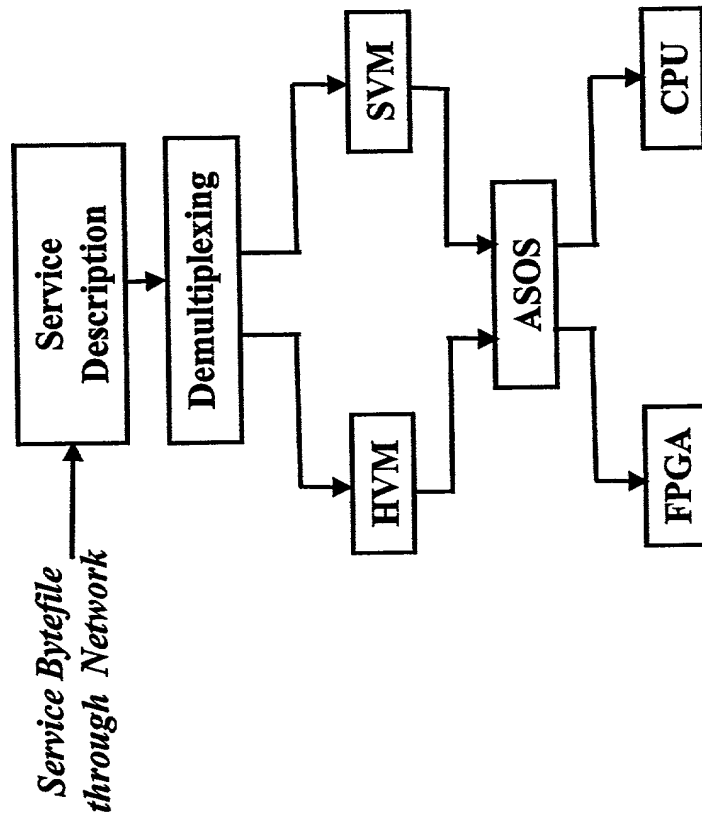 Service Bytefile
through Network
Service
Description
Demultiplexing
HVM
SVM
ASOS
FPGA
CPU